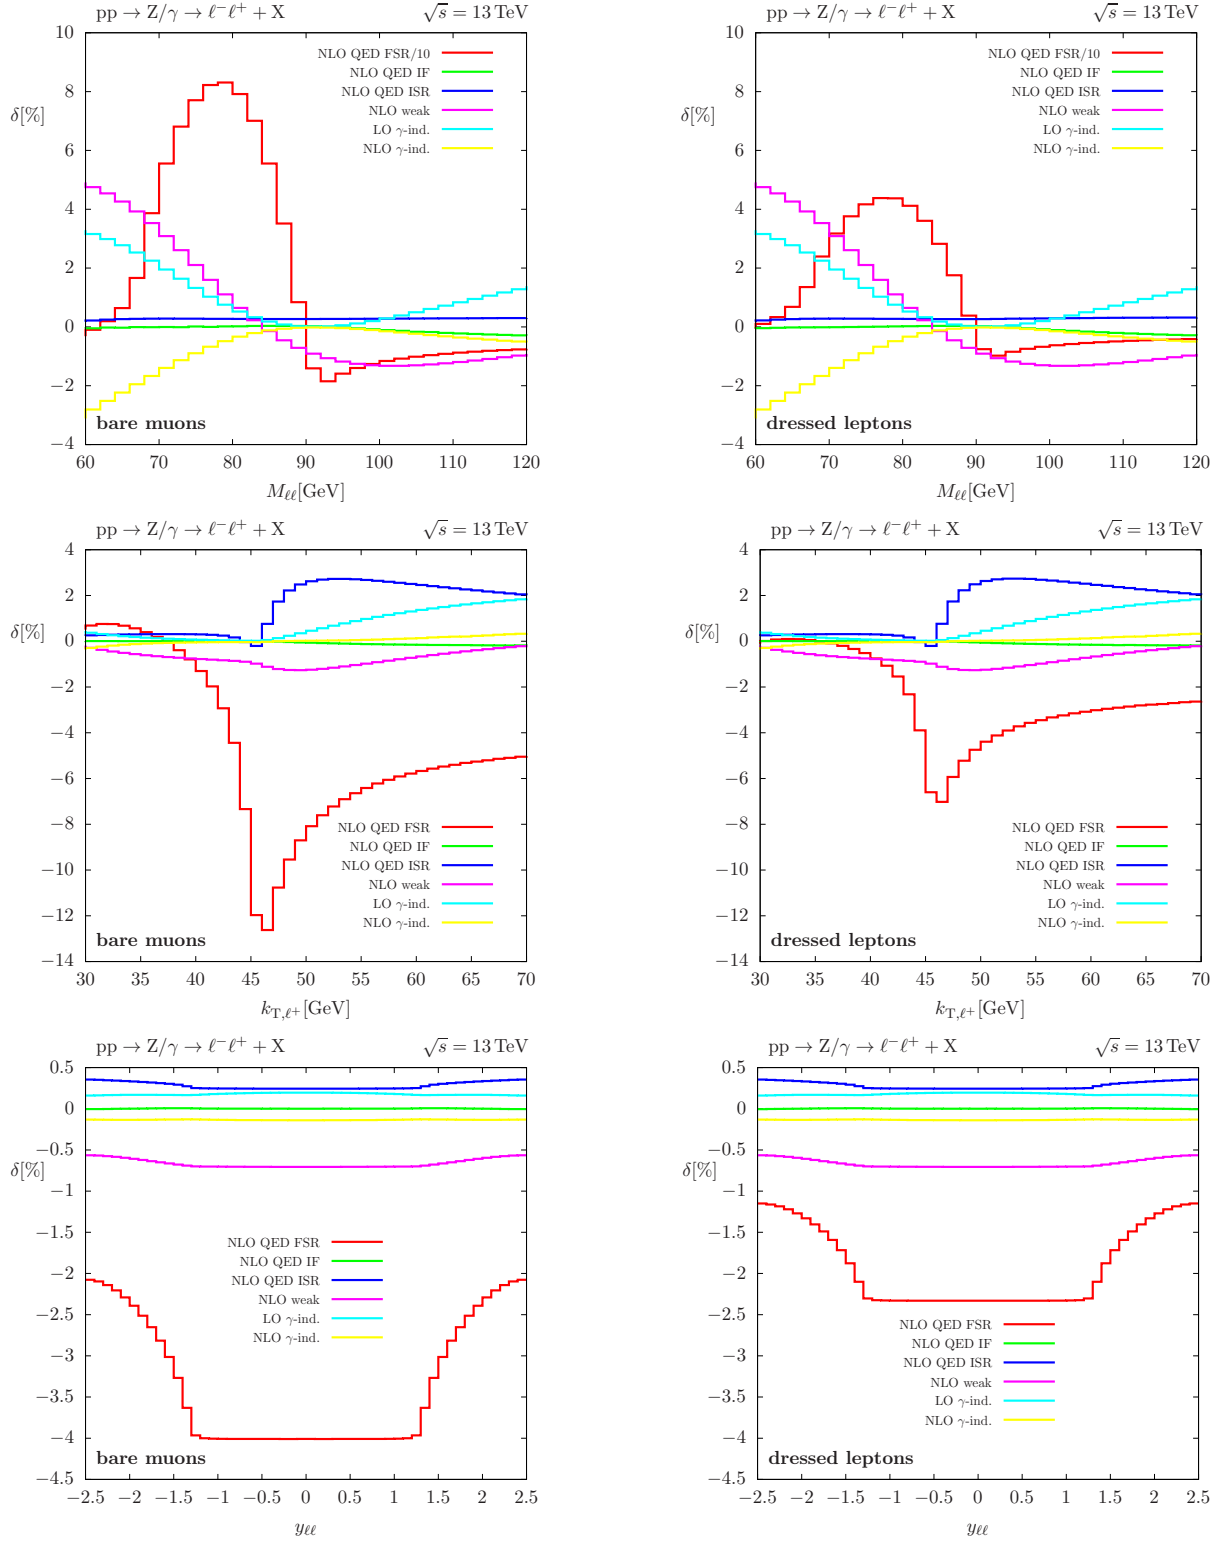 pp → Z/γ → ℓ⁻ℓ⁺ + X √s = 13 TeV
10
8
6
4
2
0
−2
−4
δ[%]
NLO QED FSR/10
NLO QED IF
NLO QED ISR
NLO weak
LO γ-ind.
NLO γ-ind.
bare muons
60 70 80 90 100 110 120
M_ℓℓ[GeV]
pp → Z/γ → ℓ⁻ℓ⁺ + X √s = 13 TeV
10
8
6
4
2
0
−2
−4
δ[%]
NLO QED FSR/10
NLO QED IF
NLO QED ISR
NLO weak
LO γ-ind.
NLO γ-ind.
dressed leptons
60 70 80 90 100 110 120
M_ℓℓ[GeV]
pp → Z/γ → ℓ⁻ℓ⁺ + X √s = 13 TeV
4
2
0
−2
−4
−6
−8
−10
−12
−14
δ[%]
NLO QED FSR
NLO QED IF
NLO QED ISR
NLO weak
LO γ-ind.
NLO γ-ind.
bare muons
30 35 40 45 50 55 60 65 70
k_T,ℓ⁺[GeV]
pp → Z/γ → ℓ⁻ℓ⁺ + X √s = 13 TeV
4
2
0
−2
−4
−6
−8
−10
−12
−14
δ[%]
NLO QED FSR
NLO QED IF
NLO QED ISR
NLO weak
LO γ-ind.
NLO γ-ind.
dressed leptons
30 35 40 45 50 55 60 65 70
k_T,ℓ⁺[GeV]
pp → Z/γ → ℓ⁻ℓ⁺ + X √s = 13 TeV
0.5
0
−0.5
−1
−1.5
−2
−2.5
−3
−3.5
−4
−4.5
δ[%]
NLO QED FSR
NLO QED IF
NLO QED ISR
NLO weak
LO γ-ind.
NLO γ-ind.
bare muons
−2.5 −2 −1.5 −1 −0.5 0 0.5 1 1.5 2 2.5
y_ℓℓ
pp → Z/γ → ℓ⁻ℓ⁺ + X √s = 13 TeV
0.5
0
−0.5
−1
−1.5
−2
−2.5
−3
−3.5
−4
−4.5
δ[%]
NLO QED FSR
NLO QED IF
NLO QED ISR
NLO weak
LO γ-ind.
NLO γ-ind.
dressed leptons
−2.5 −2 −1.5 −1 −0.5 0 0.5 1 1.5 2 2.5
y_ℓℓ